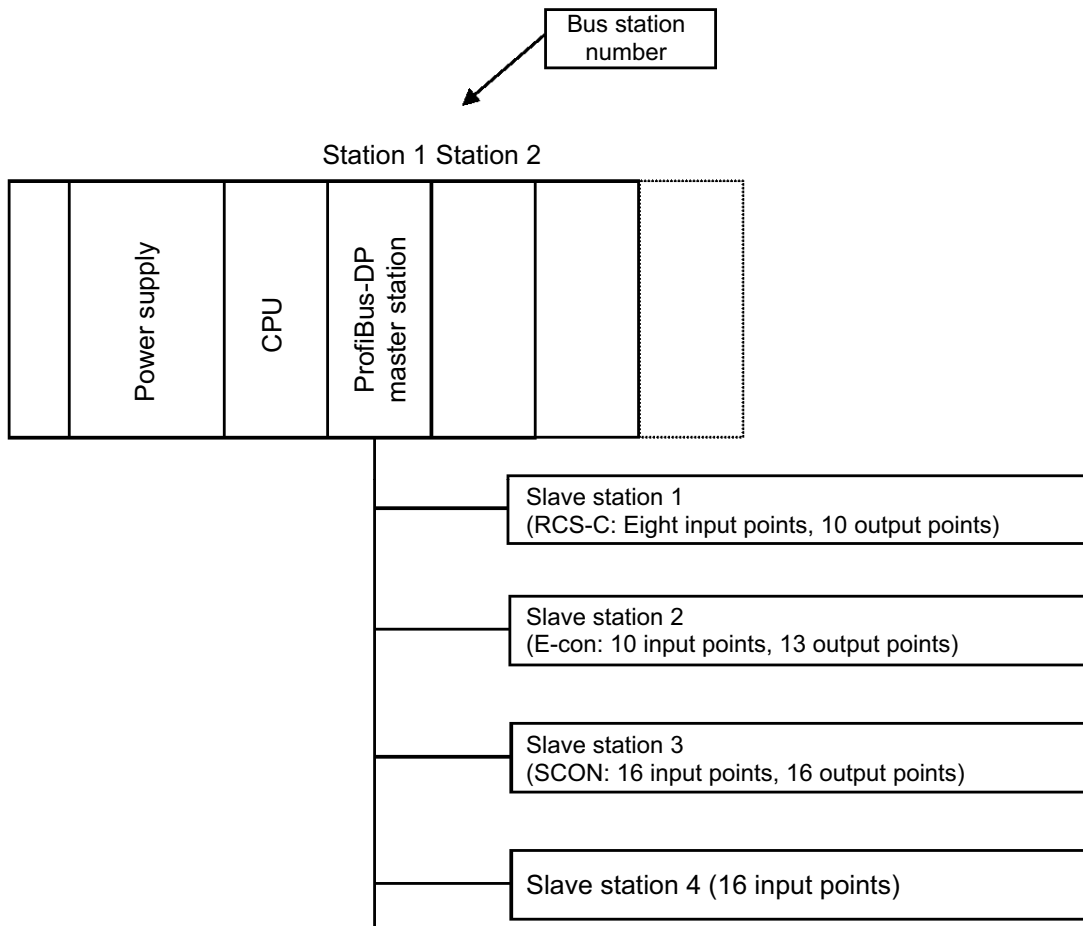 Bus station
number
Station 1 Station 2
Power supply
CPU
ProfiBus-DP
master station
Slave station 1
(RCS-C: Eight input points, 10 output points)
Slave station 2
(E-con: 10 input points, 13 output points)
Slave station 3
(SCON: 16 input points, 16 output points)
Slave station 4 (16 input points)